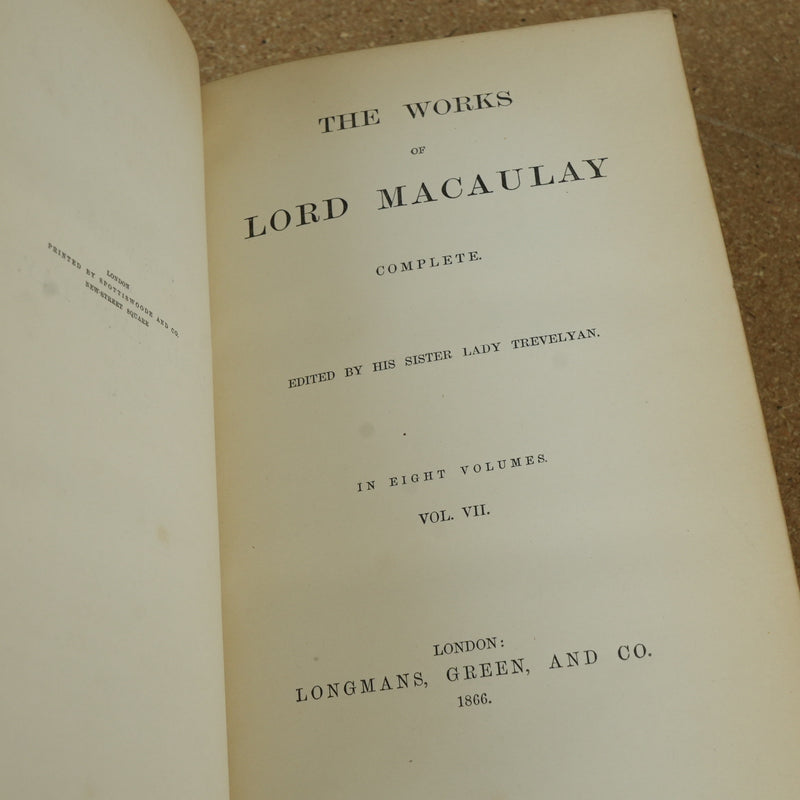 LONDON
PRINTED BY SPOTTISWOODE AND CO.
NEW-STREET SQUARE
THE WORKS
OF
LORD MACAULAY
COMPLETE.
EDITED BY HIS SISTER LADY TREVELYAN.
IN EIGHT VOLUMES.
VOL. VII.
LONDON:
LONGMANS, GREEN, AND CO.
1866.